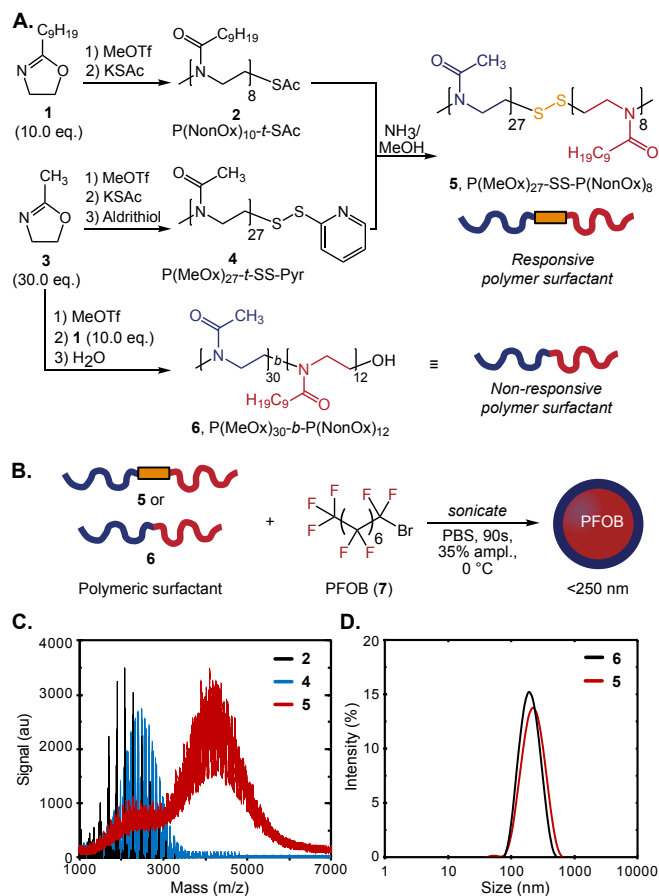 A.
C9H19
N
O
1
(10.0 eq.)
1) MeOTf
2) KSAc
O
C9H19
N
SAc
8
2
P(NonOx)10-t-SAc
CH3
N
O
3
(30.0 eq.)
1) MeOTf
2) KSAc
3) Aldrithiol
O
CH3
N
27
S
S
N
4
P(MeOx)27-t-SS-Pyr
NH3/
MeOH
O
CH3
N
27
S
S
N
8
H19C9
O
5, P(MeOx)27-SS-P(NonOx)8
Responsive
polymer surfactant
1) MeOTf
2) 1 (10.0 eq.)
3) H2O
O
CH3
N
30
b
N
12
OH
H19C9
O
6, P(MeOx)30-b-P(NonOx)12
≡
Non-responsive
polymer surfactant
B.
5 or
6
Polymeric surfactant
+
F
F
F
F
F
6
F
F
Br
PFOB (7)
sonicate
PBS, 90s,
35% ampl.,
0 °C
PFOB
<250 nm
C.
4000
3000
2000
1000
0
Signal (au)
1000
3000
5000
7000
Mass (m/z)
2
4
5
D.
20
15
10
5
0
Intensity (%)
1
10
100
1000
10000
Size (nm)
6
5